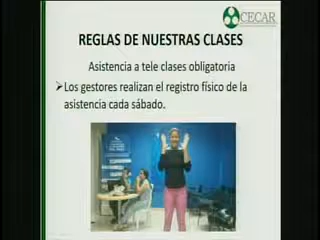 CECAR
REGLAS DE NUESTRAS CLASES
Asistencia a tele clases obligatoria
➢Los gestores realizan el registro físico de la
asistencia cada sábado.